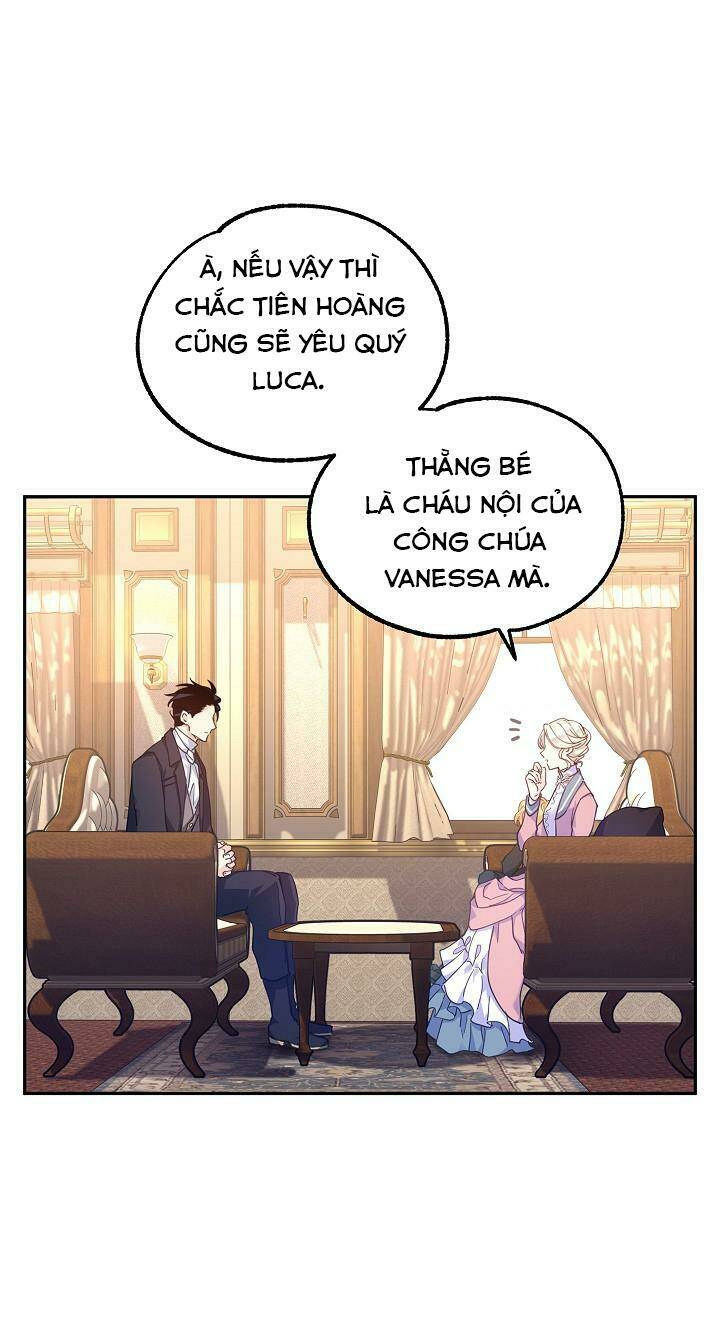 À, NẾU VẬY THÌ
CHẮC TIÊN HOÀNG
CŨNG SẼ YÊU QUÝ
LUCA.
THẰNG BÉ
LÀ CHÁU NỘI CỦA
CÔNG CHÚA
VANESSA MÀ.